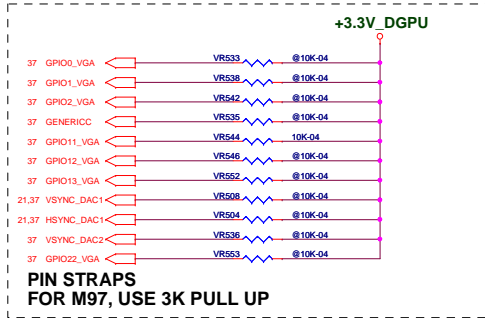 +3.3V_DGPU
37 GPIO0_VGA VR533 @10K-04
37 GPIO1_VGA VR538 @10K-04
37 GPIO2_VGA VR542 @10K-04
37 GENERICC VR535 @10K-04
37 GPIO11_VGA VR544 10K-04
37 GPIO12_VGA VR546 @10K-04
37 GPIO13_VGA VR552 @10K-04
21,37 VSYNC_DAC1 VR508 @10K-04
21,37 HSYNC_DAC1 VR504 @10K-04
37 VSYNC_DAC2 VR536 @10K-04
37 GPIO22_VGA VR553 @10K-04
PIN STRAPS
FOR M97, USE 3K PULL UP